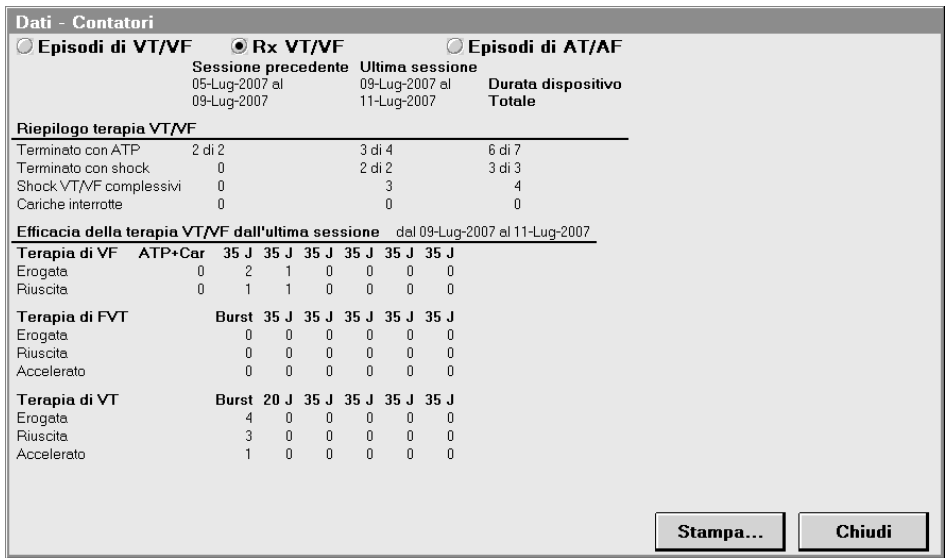 Dati - Contatori
Episodi di VT/VF Rx VT/VF Episodi di AT/AF
Sessione precedente Ultima sessione
05-Lug-2007 al 09-Lug-2007 al Durata dispositivo
09-Lug-2007 11-Lug-2007 Totale
Riepilogo terapia VT/VF
Terminato con ATP 2 di 2 3 di 4 6 di 7
Terminato con shock 0 2 di 2 3 di 3
Shock VT/VF complessivi 0 3 4
Cariche interrotte 0 0 0
Efficacia della terapia VT/VF dall'ultima sessione dal 09-Lug-2007 al 11-Lug-2007
Terapia di VF ATP+Car 35 J 35 J 35 J 35 J 35 J 35 J
Erogata 0 2 1 0 0 0 0
Riuscita 0 1 1 0 0 0 0
Terapia di FVT Burst 35 J 35 J 35 J 35 J 35 J
Erogata 0 0 0 0 0 0
Riuscita 0 0 0 0 0 0
Accelerato 0 0 0 0 0 0
Terapia di VT Burst 20 J 35 J 35 J 35 J 35 J
Erogata 4 0 0 0 0 0
Riuscita 3 0 0 0 0 0
Accelerato 1 0 0 0 0 0
Stampa... Chiudi